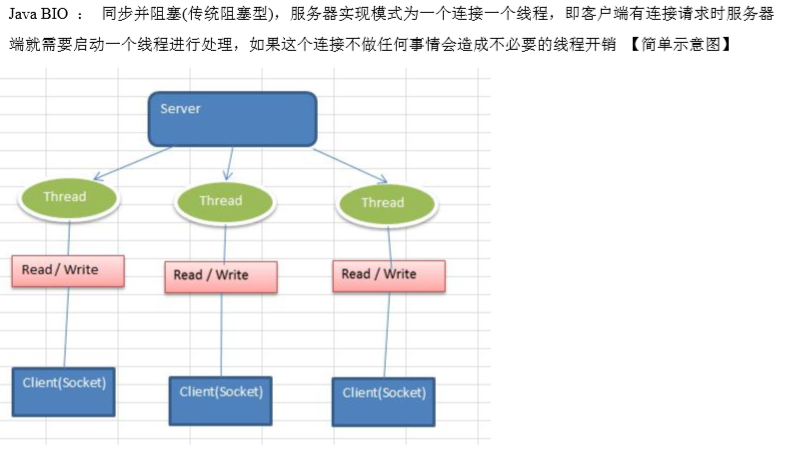 Java BIO ： 同步并阻塞(传统阻塞型)，服务器实现模式为一个连接一个线程，即客户端有连接请求时服务器
端就需要启动一个线程进行处理，如果这个连接不做任何事情会造成不必要的线程开销 【简单示意图】
Server
Thread
Thread
Thread
Read / Write
Read / Write
Read / Write
Client(Socket)
Client(Socket)
Client(Socket)